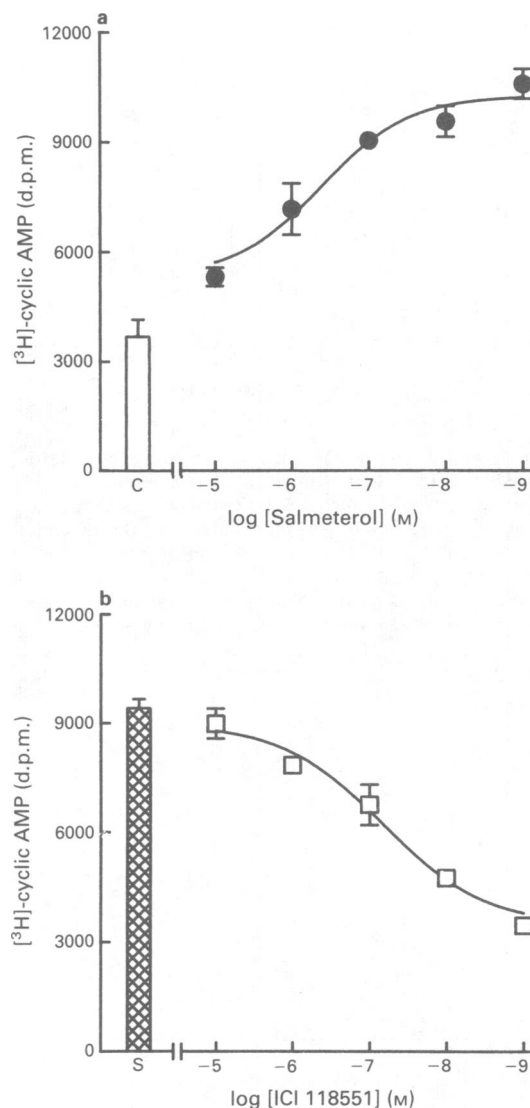 a
12000
9000
6000
3000
0
[³H]-cyclic AMP (d.p.m.)
C
−5
−6
−7
−8
−9
log [Salmeterol] (M)
b
12000
9000
6000
3000
0
[³H]-cyclic AMP (d.p.m.)
S
−5
−6
−7
−8
−9
log [ICI 118551] (M)